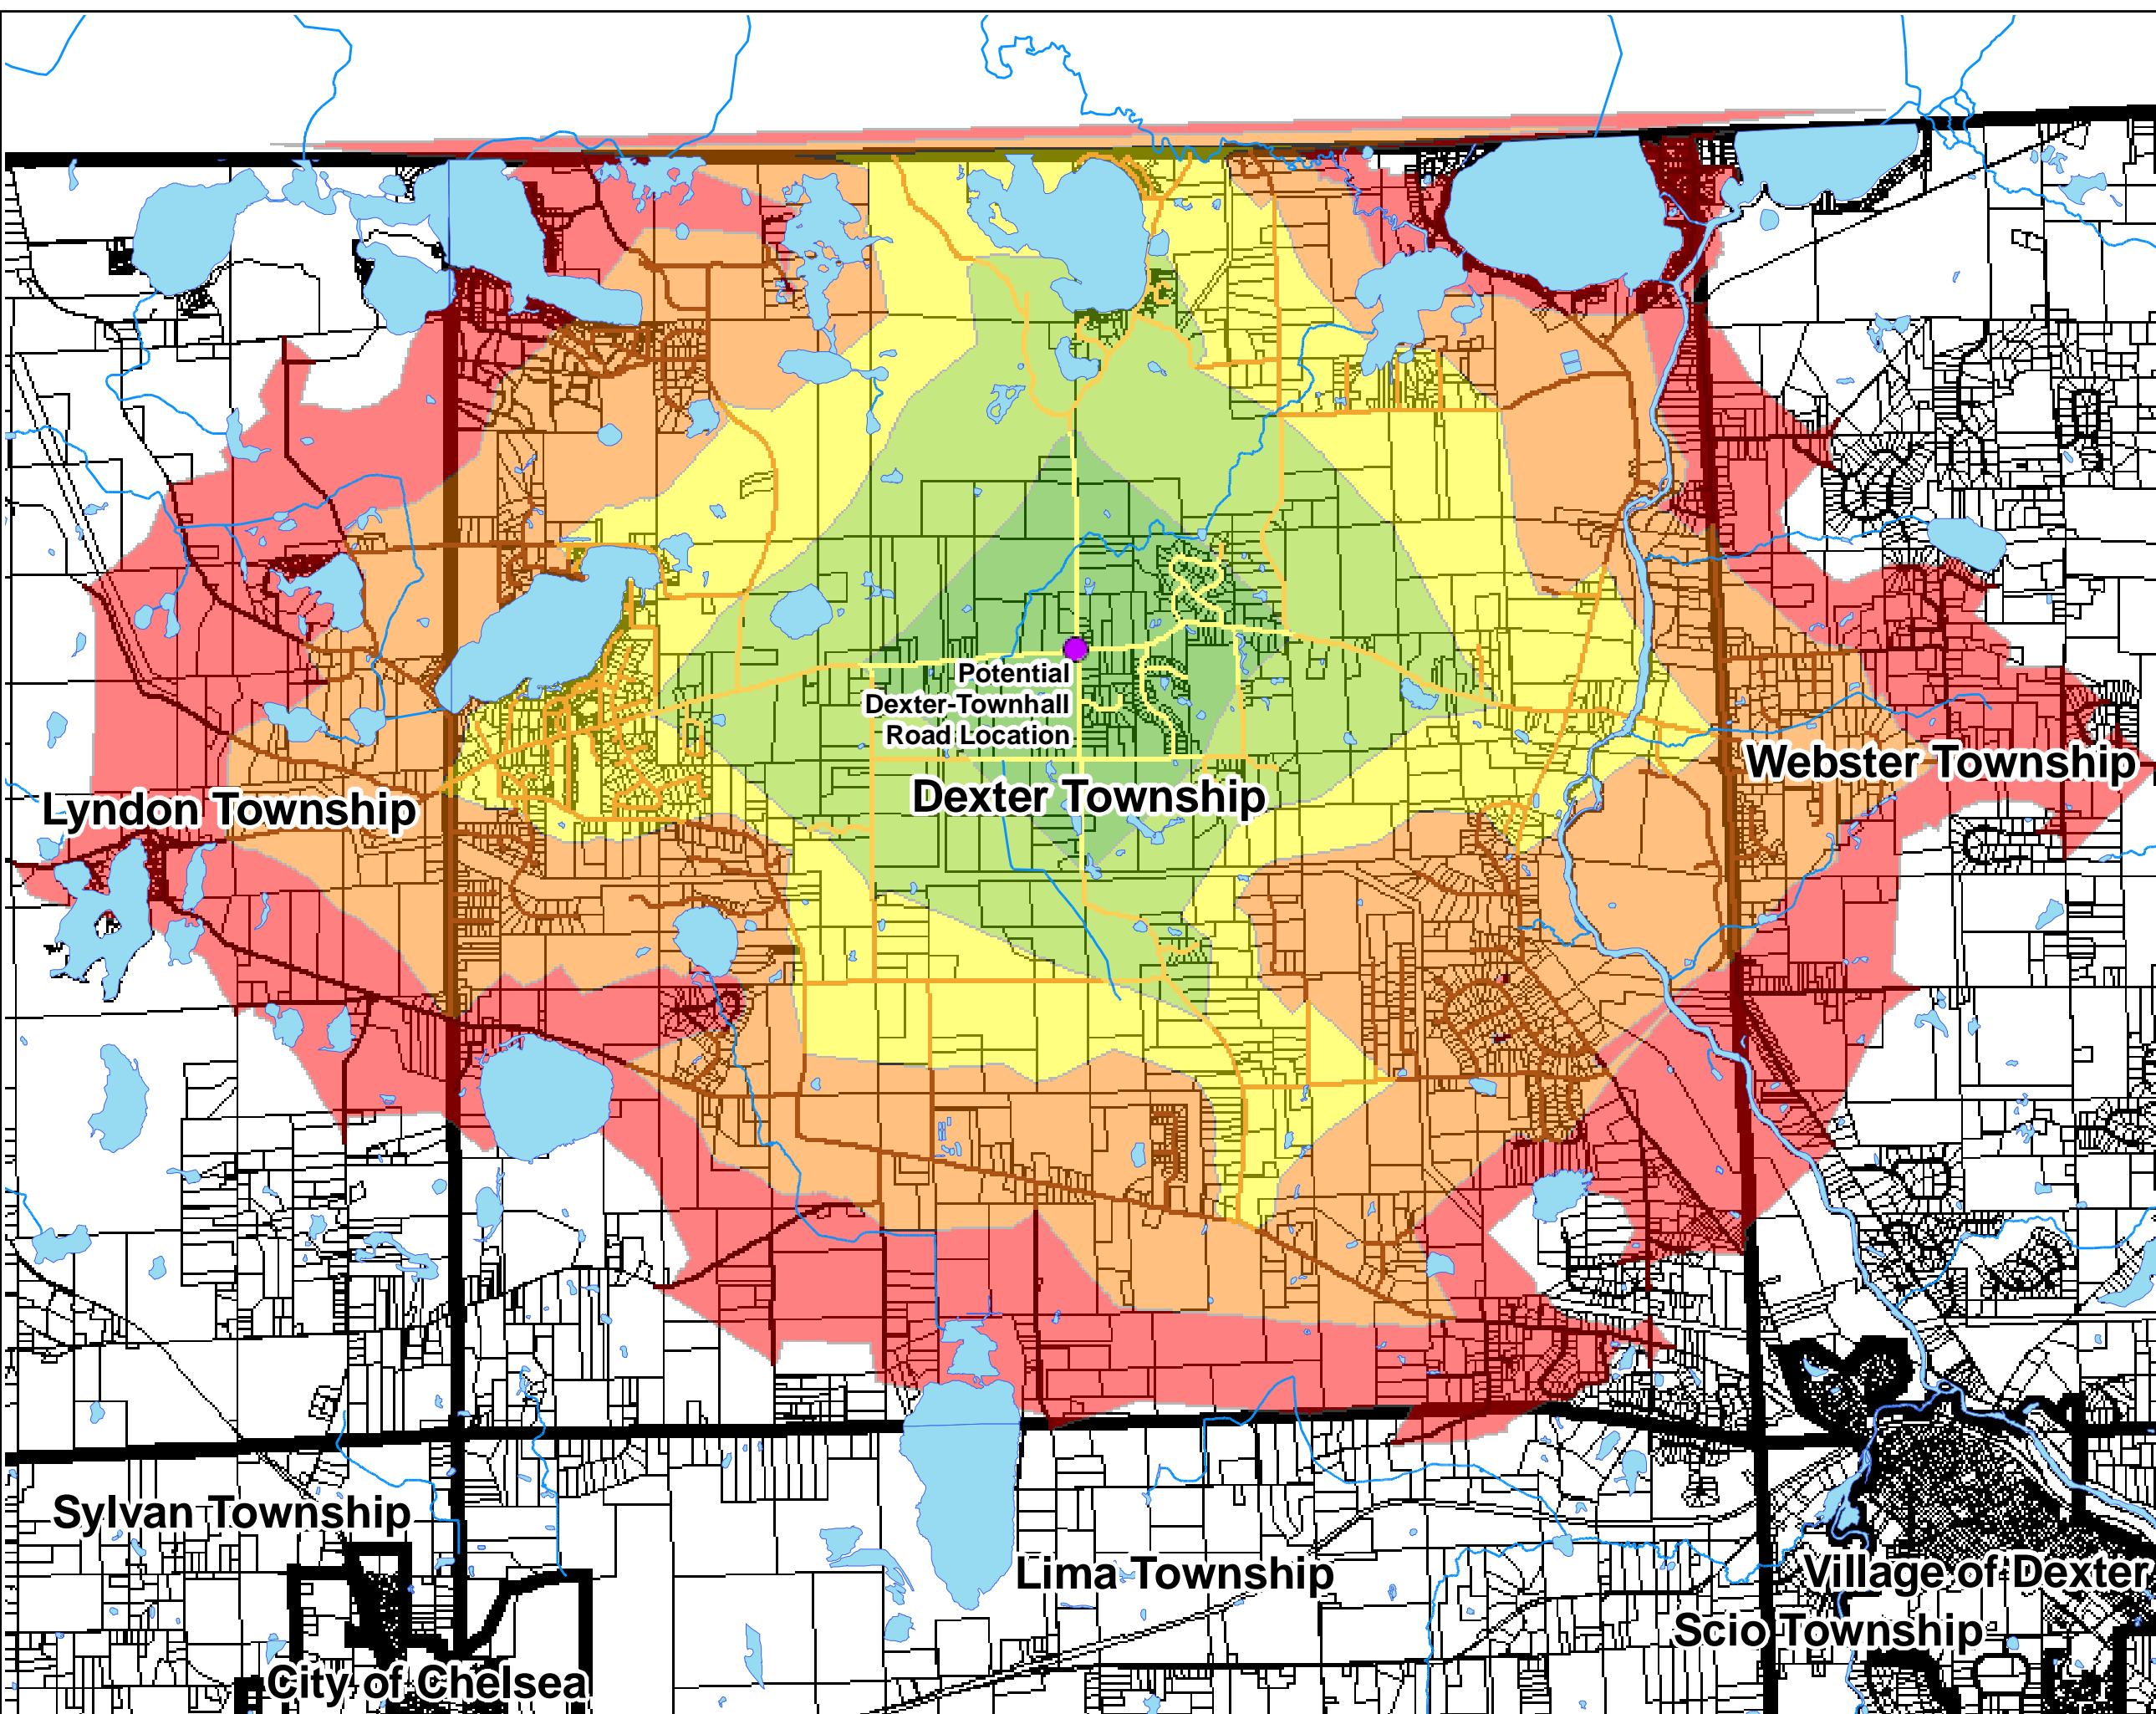 Potential
Dexter-Townhall
Road Location
Webster Township
Dexter Township
Lyndon Township
Sylvan Township
Lima Township
Village of Dexter
Scio Township
City of Chelsea